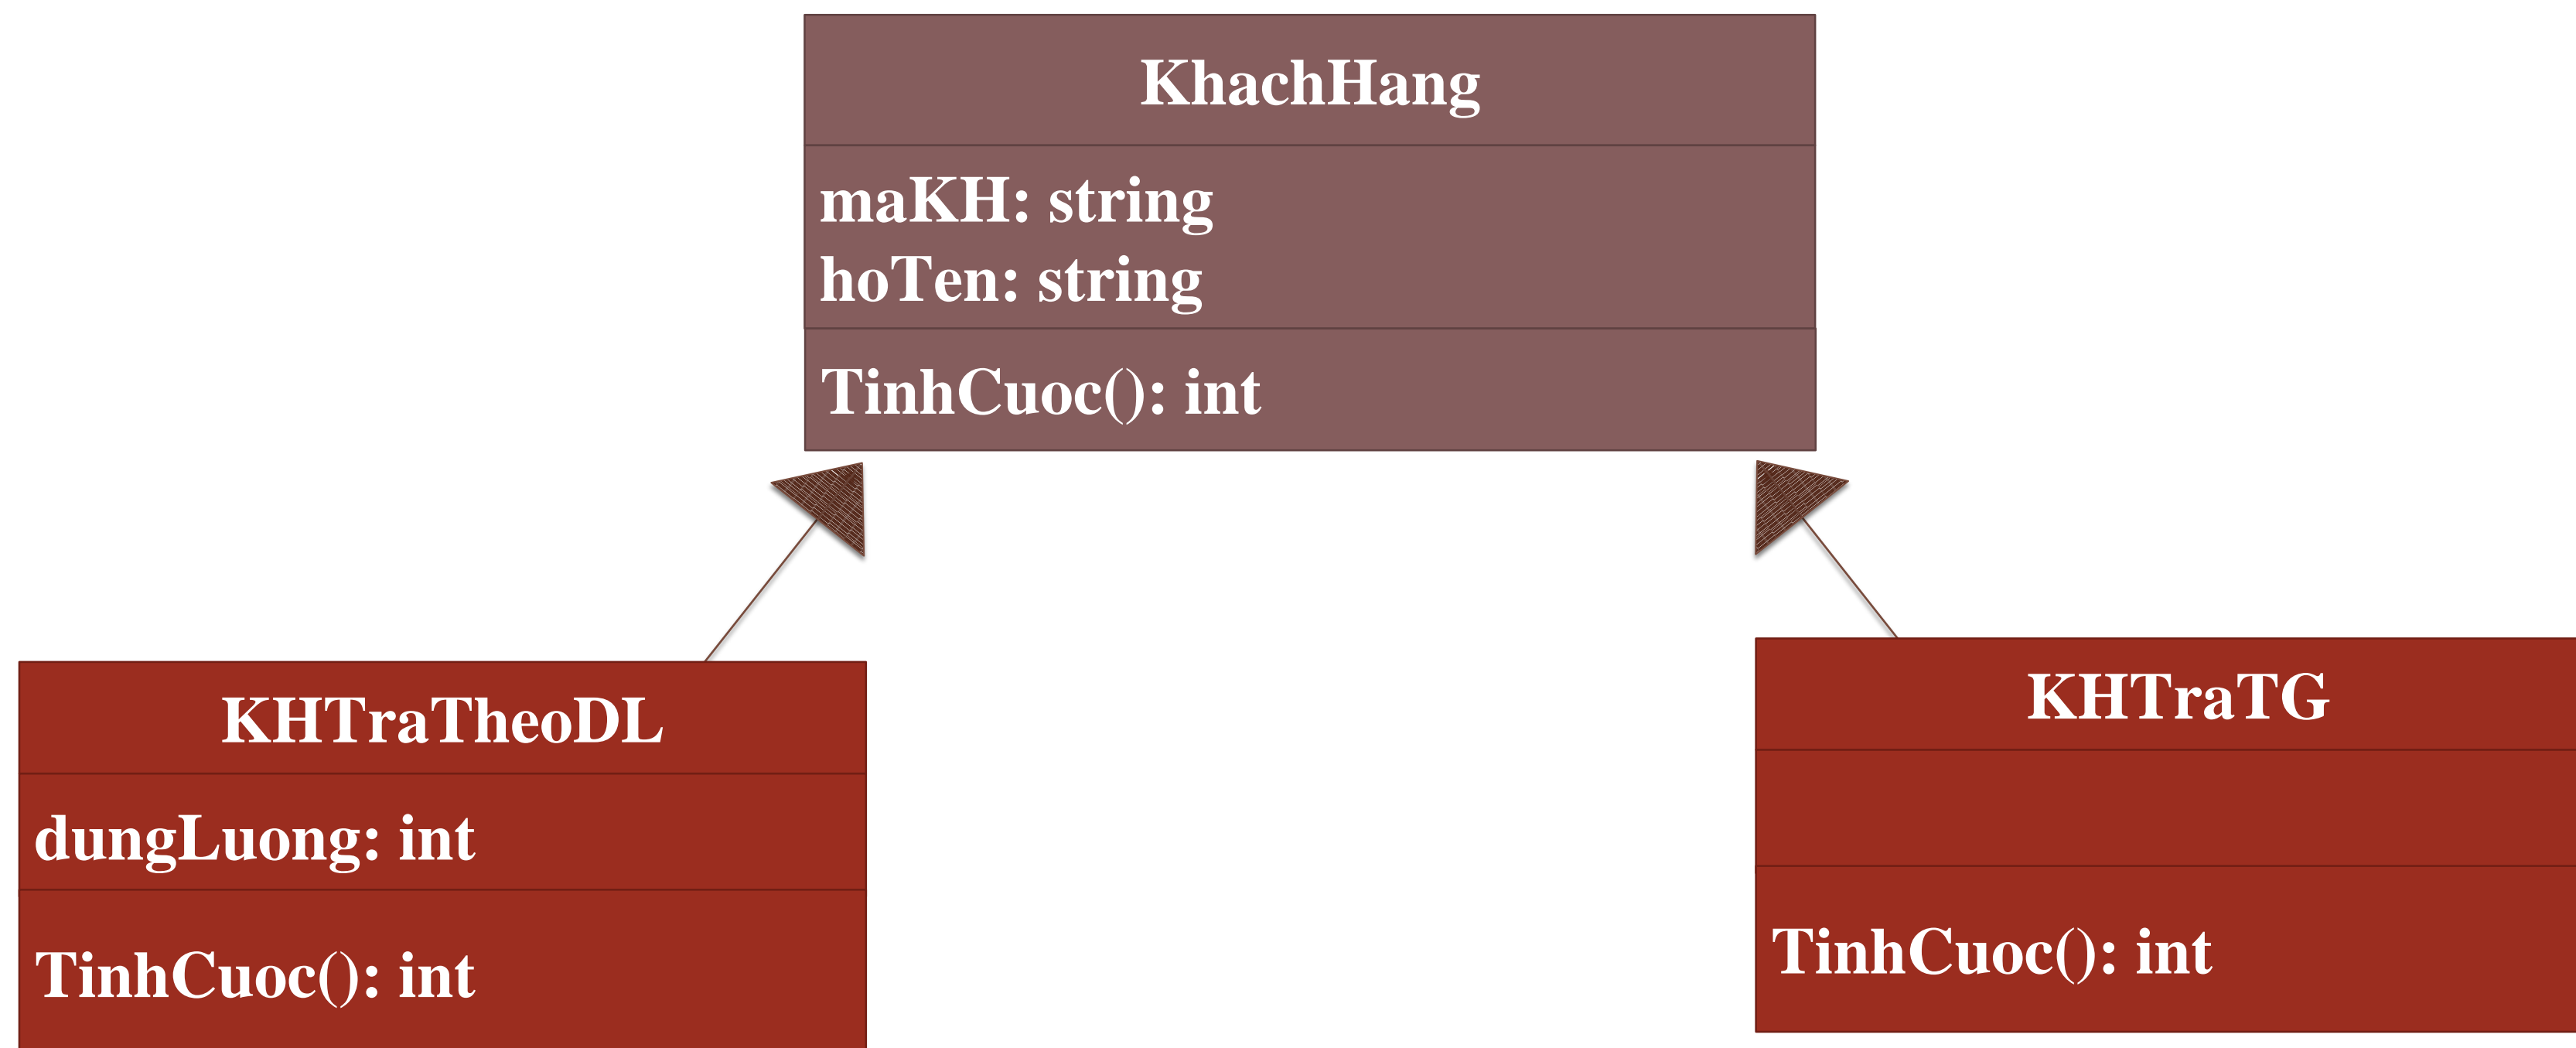 KhachHang
maKH: string
hoTen: string
TinhCuoc(): int
KHTraTheoDL
dungLuong: int
TinhCuoc(): int
KHTraTG
TinhCuoc(): int